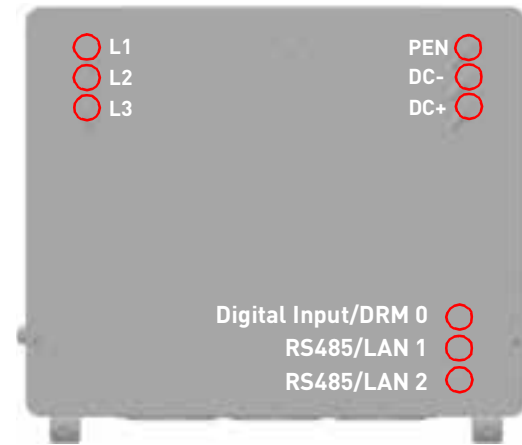 L1
L2
L3
PEN
DC-
DC+
Digital Input/DRM 0
RS485/LAN 1
RS485/LAN 2